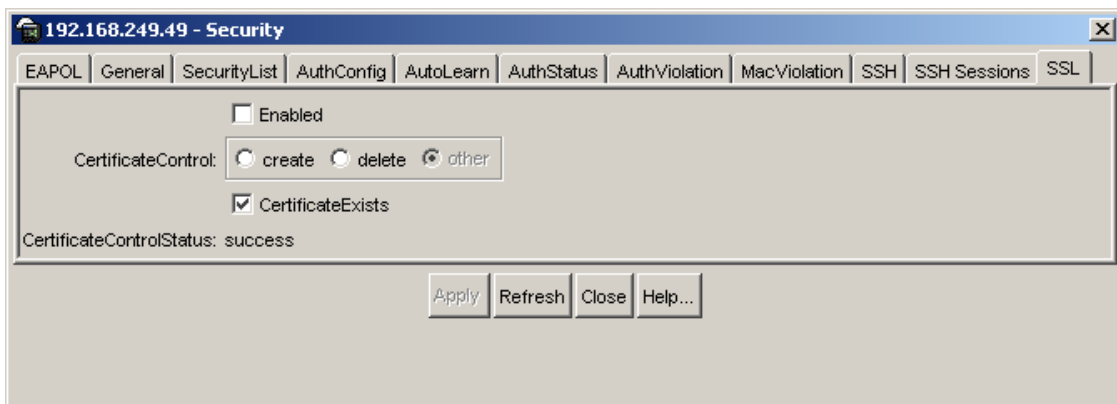 192.168.249.49 - Security
EAPOL General SecurityList AuthConfig AutoLearn AuthStatus AuthViolation MacViolation SSH SSH Sessions SSL
Enabled
CertificateControl: create delete other
CertificateExists
CertificateControlStatus: success
Apply Refresh Close Help...